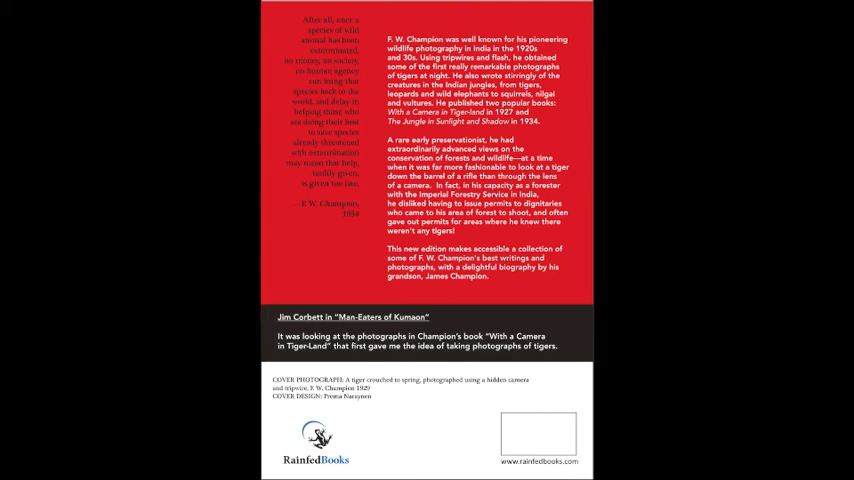 After all, once a
species of wild
animal has been
exterminated,
no money, no society,
no human agency
can bring that
species back to the
world, and delay in
helping those who
are doing their best
to save species
already threatened
with extermination
may mean that help,
tardily given,
is given too late.
—F. W. Champion,
1934
F. W. Champion was well known for his pioneering
wildlife photography in India in the 1920s
and 30s. Using tripwires and flash, he obtained
some of the first really remarkable photographs
of tigers at night. He also wrote stirringly of the
creatures in the Indian jungles, from tigers,
leopards and wild elephants to squirrels, nilgai
and vultures. He published two popular books:
With a Camera in Tiger-land in 1927 and
The Jungle in Sunlight and Shadow in 1934.
A rare early preservationist, he had
extraordinarily advanced views on the
conservation of forests and wildlife—at a time
when it was far more fashionable to look at a tiger
down the barrel of a rifle than through the lens
of a camera. In fact, in his capacity as a forester
with the Imperial Forestry Service in India,
he disliked having to issue permits to dignitaries
who came to his area of forest to shoot, and often
gave out permits for areas where he knew there
weren't any tigers!
This new edition makes accessible a collection of
some of F. W. Champion's best writings and
photographs, with a delightful biography by his
grandson, James Champion.
Jim Corbett in "Man-Eaters of Kumaon"
It was looking at the photographs in Champion's book "With a Camera
in Tiger-Land" that first gave me the idea of taking photographs of tigers.
COVER PHOTOGRAPH: A tiger crouched to spring, photographed using a hidden camera
and tripwire, F. W. Champion 1929
COVER DESIGN: Prema Naraynen
RainfedBooks
www.rainfedbooks.com